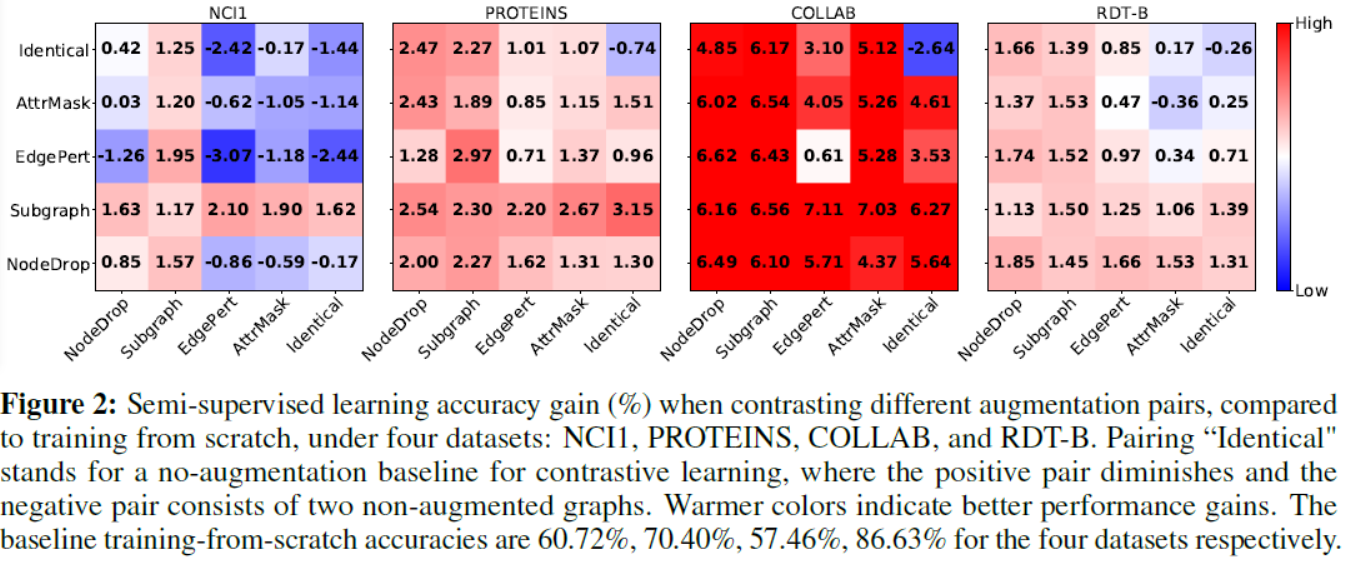 NCI1 PROTEINS COLLAB RDT-B
High
Identical 0.42 1.25 -2.42 -0.17 -1.44 2.47 2.27 1.01 1.07 -0.74 4.85 6.17 3.10 5.12 -2.64 1.66 1.39 0.85 0.17 -0.26
AttrMask 0.03 1.20 -0.62 -1.05 -1.14 2.43 1.89 0.85 1.15 1.51 6.02 6.54 4.05 5.26 4.61 1.37 1.53 0.47 -0.36 0.25
EdgePert -1.26 1.95 -3.07 -1.18 -2.44 1.28 2.97 0.71 1.37 0.96 6.62 6.43 0.61 5.28 3.53 1.74 1.52 0.97 0.34 0.71
Subgraph 1.63 1.17 2.10 1.90 1.62 2.54 2.30 2.20 2.67 3.15 6.16 6.56 7.11 7.03 6.27 1.13 1.50 1.25 1.06 1.39
NodeDrop 0.85 1.57 -0.86 -0.59 -0.17 2.00 2.27 1.62 1.31 1.30 6.49 6.10 5.71 4.37 5.64 1.85 1.45 1.66 1.53 1.31
Low
NodeDrop Subgraph EdgePert AttrMask Identical NodeDrop Subgraph EdgePert AttrMask Identical NodeDrop Subgraph EdgePert AttrMask Identical NodeDrop Subgraph EdgePert AttrMask Identical
Figure 2: Semi-supervised learning accuracy gain (%) when contrasting different augmentation pairs, compared
to training from scratch, under four datasets: NCI1, PROTEINS, COLLAB, and RDT-B. Pairing “Identical"
stands for a no-augmentation baseline for contrastive learning, where the positive pair diminishes and the
negative pair consists of two non-augmented graphs. Warmer colors indicate better performance gains. The
baseline training-from-scratch accuracies are 60.72%, 70.40%, 57.46%, 86.63% for the four datasets respectively.